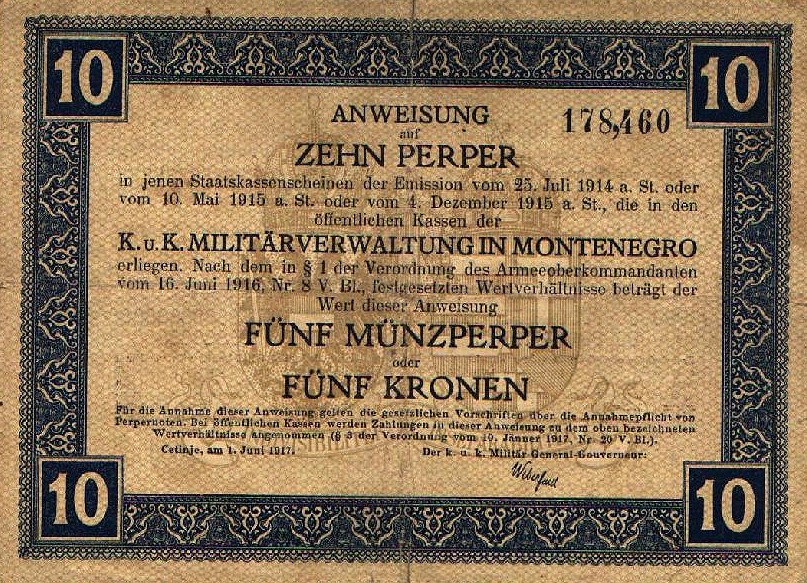 10 10
ANWEISUNG 178,460
auf
ZEHN PERPER
in jenen Staatskassenscheinen der Emission vom 25. Juli 1914 a. St. oder
vom 10. Mai 1915 a. St. oder vom 4. Dezember 1915 a. St., die in den
öffentlichen Kassen der
K. u. K. MILITÄRVERWALTUNG IN MONTENEGRO
erliegen. Nach dem in § 1 der Verordnung des Armeeoberkommandanten
vom 16. Juni 1916, Nr. 8 V. Bl., festgesetzten Wertverhältnisse beträgt der
Wert dieser Anweisung
FÜNF MÜNZPERPER
oder
FÜNF KRONEN
Für die Annahme dieser Anweisung gelten die gesetzlichen Vorschriften über die Annahmepflicht von
Perpernoten. Bei öffentlichen Kassen werden Zahlungen in dieser Anweisung zu dem oben bezeichneten
Wertverhältnisse angenommen (§ 3 der Verordnung vom 10. Jänner 1917, Nr. 20 V. Bl.).
Cetinje, am 1. Juni 1917. Der k. u. k. Militär-General-Gouverneur:
10 10